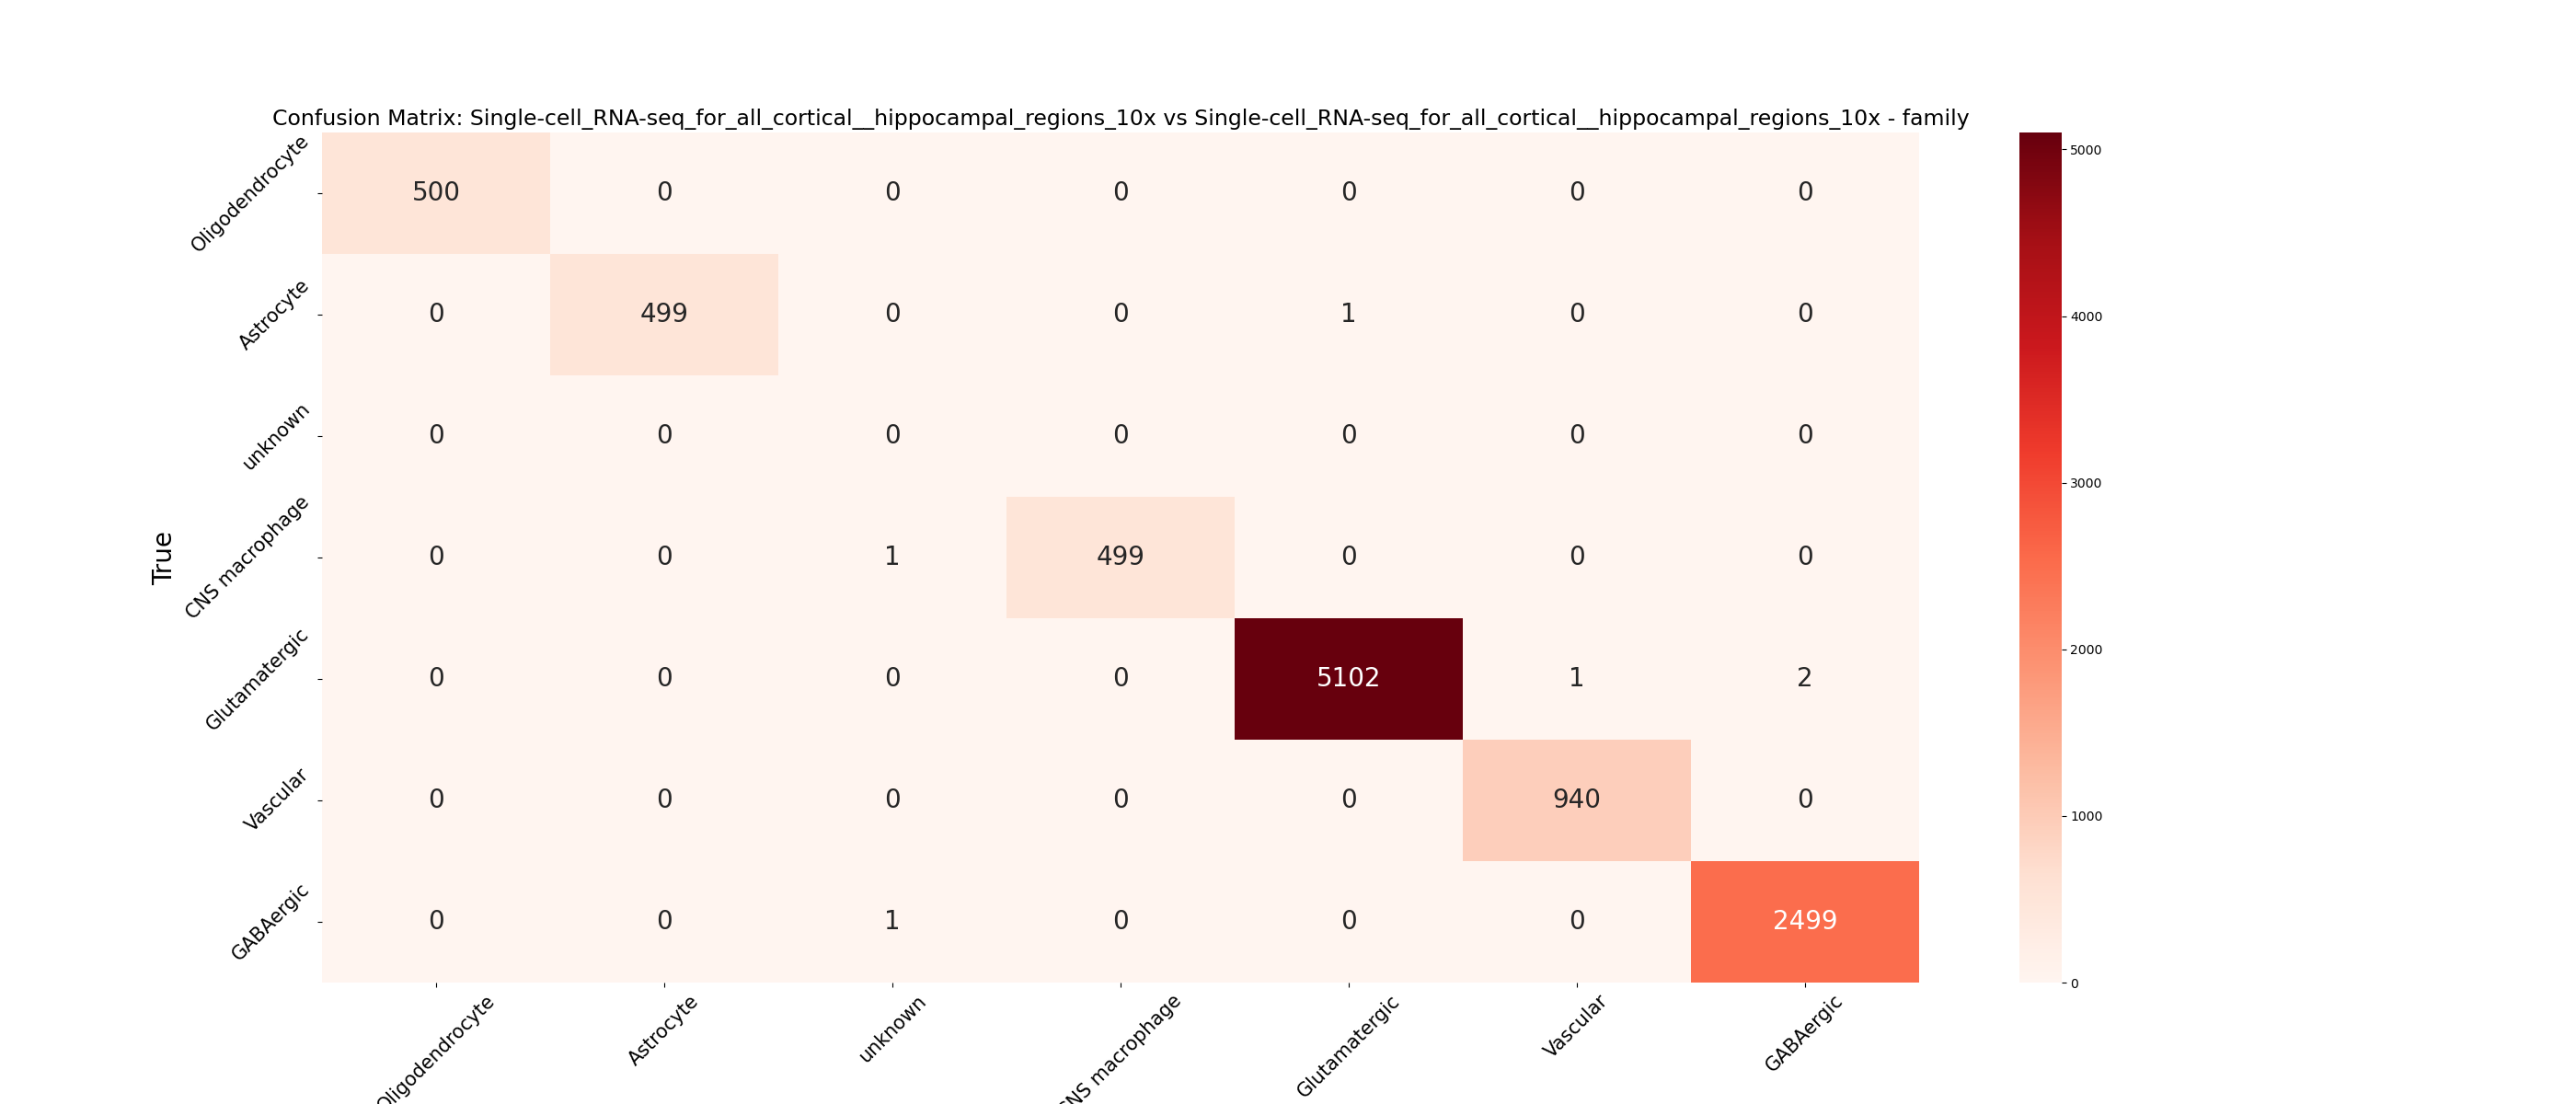 Confusion Matrix: Single-cell_RNA-seq_for_all_cortical__hippocampal_regions_10x vs Single-cell_RNA-seq_for_all_cortical__hippocampal_regions_10x - family
True
Oligodendrocyte 500 0 0 0 0 0 0
Astrocyte 0 499 0 0 1 0 0
unknown 0 0 0 0 0 0 0
CNS macrophage 0 0 1 499 0 0 0
Glutamatergic 0 0 0 0 5102 1 2
Vascular 0 0 0 0 0 940 0
GABAergic 0 0 1 0 0 0 2499
Oligodendrocyte Astrocyte unknown CNS macrophage Glutamatergic Vascular GABAergic
5000
4000
3000
2000
1000
0